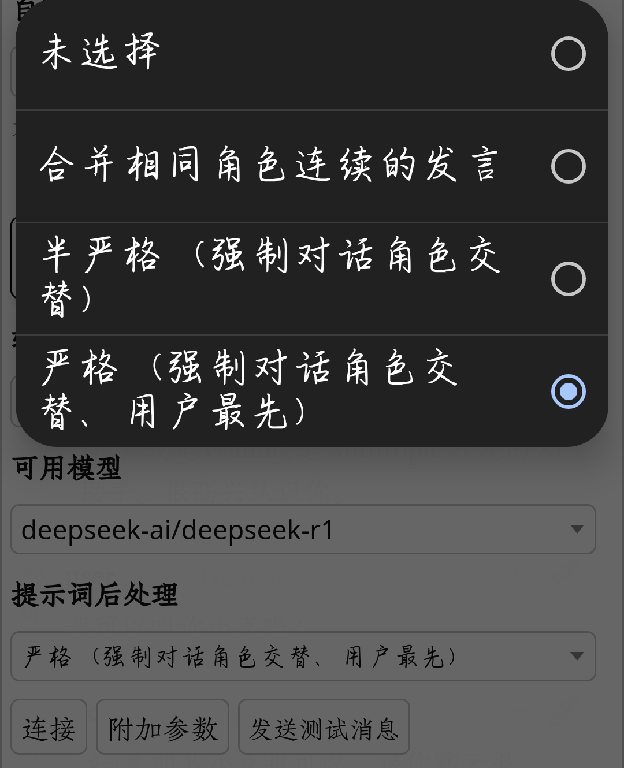 未选择
合并相同角色连续的发言
半严格（强制对话角色交
替）
严格（强制对话角色交
替、用户最先）
可用模型
deepseek-ai/deepseek-r1
提示词后处理
严格（强制对话角色交替、用户最先）
连接
附加参数
发送测试消息